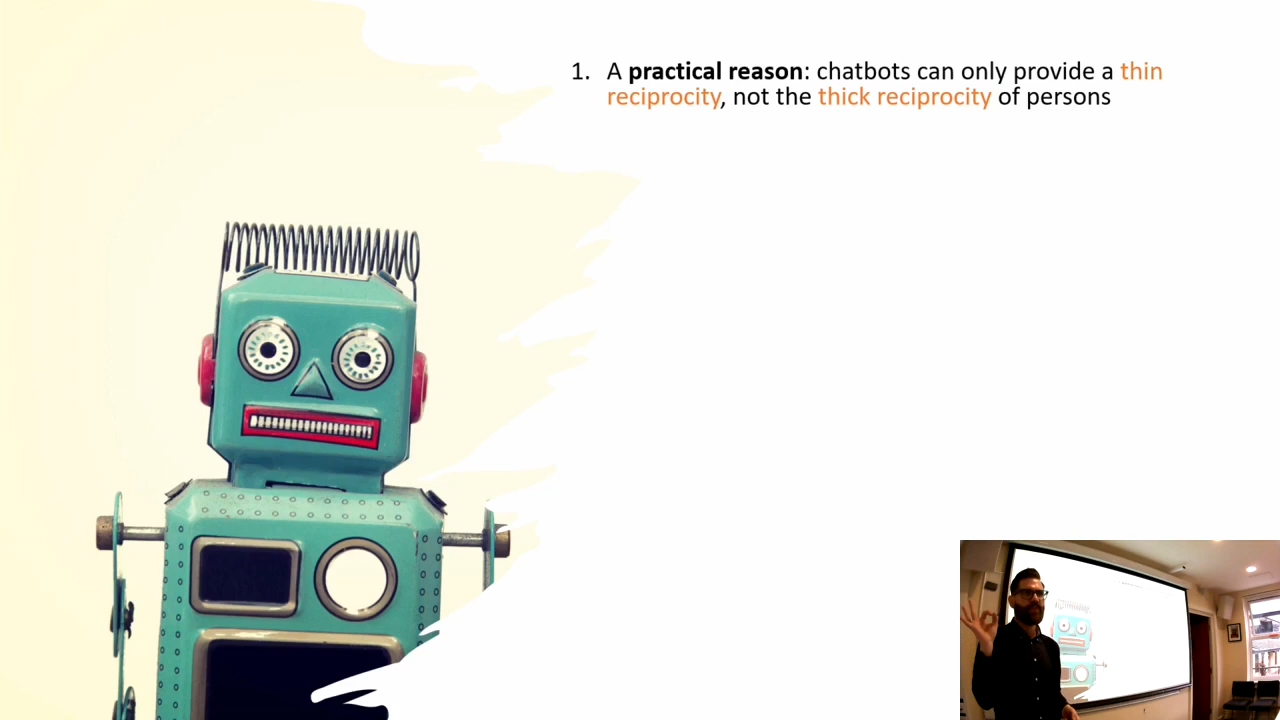 1. A practical reason: chatbots can only provide a thin
reciprocity, not the thick reciprocity of persons